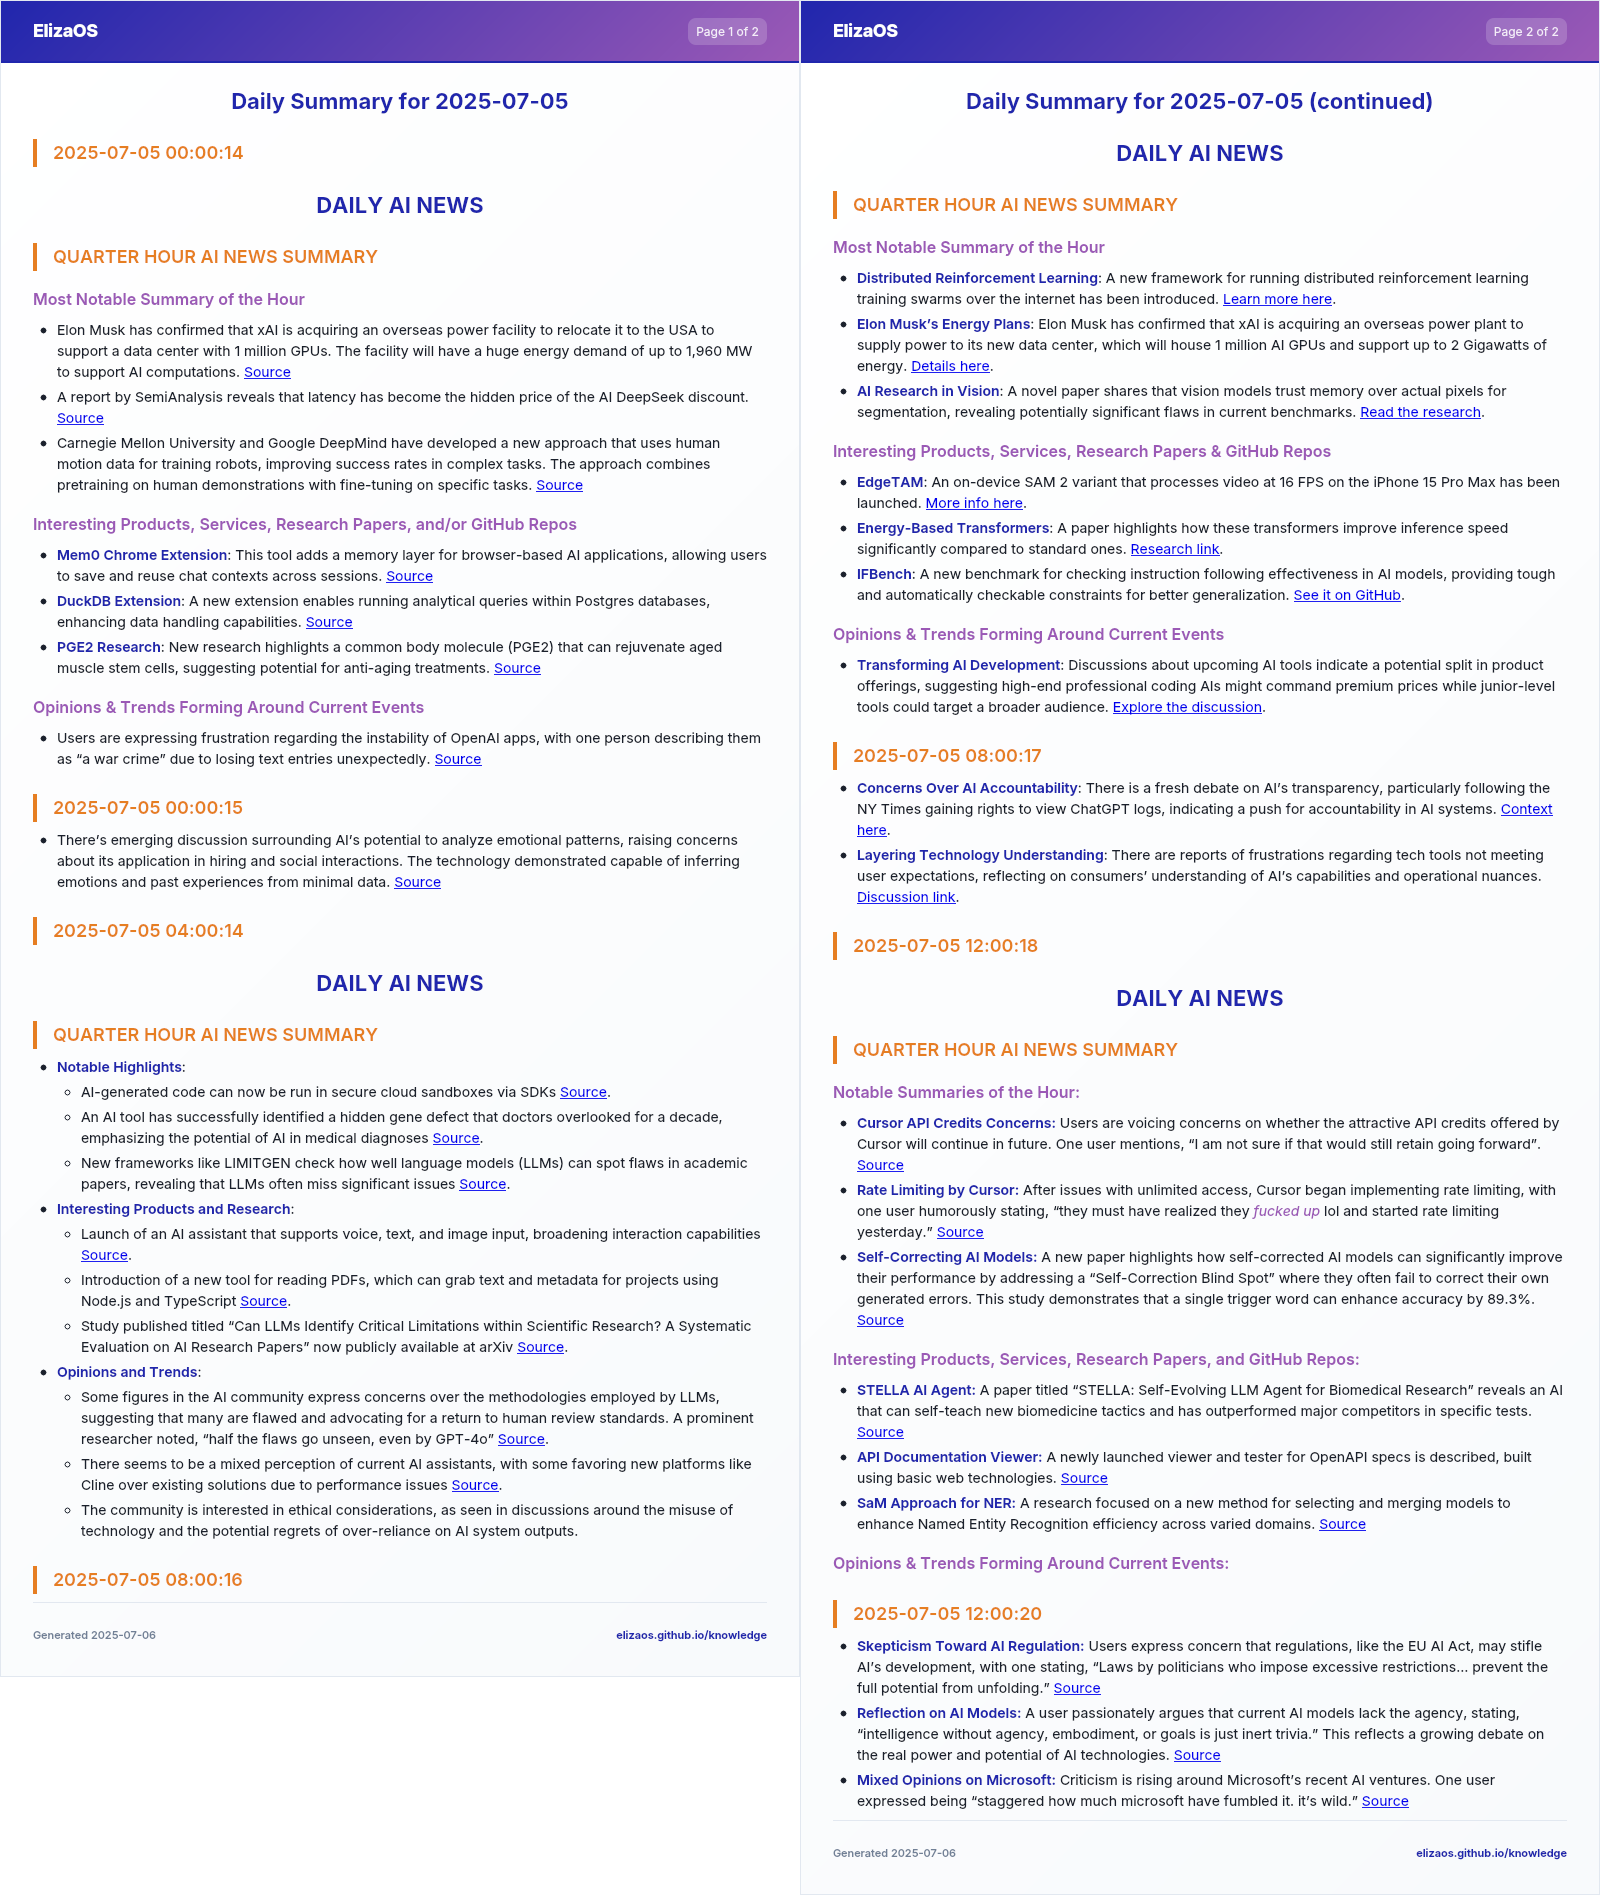 ElizaOS
Page 1 of 2
Daily Summary for 2025-07-05
2025-07-05 00:00:14
DAILY AI NEWS
QUARTER HOUR AI NEWS SUMMARY
Most Notable Summary of the Hour
Elon Musk has confirmed that xAI is acquiring an overseas power facility to relocate it to the USA to
support a data center with 1 million GPUs. The facility will have a huge energy demand of up to 1,960 MW
to support AI computations. Source
A report by SemiAnalysis reveals that latency has become the hidden price of the AI DeepSeek discount.
Source
Carnegie Mellon University and Google DeepMind have developed a new approach that uses human
motion data for training robots, improving success rates in complex tasks. The approach combines
pretraining on human demonstrations with fine-tuning on specific tasks. Source
Interesting Products, Services, Research Papers, and/or GitHub Repos
Mem0 Chrome Extension: This tool adds a memory layer for browser-based AI applications, allowing users
to save and reuse chat contexts across sessions. Source
DuckDB Extension: A new extension enables running analytical queries within Postgres databases,
enhancing data handling capabilities. Source
PGE2 Research: New research highlights a common body molecule (PGE2) that can rejuvenate aged
muscle stem cells, suggesting potential for anti-aging treatments. Source
Opinions & Trends Forming Around Current Events
Users are expressing frustration regarding the instability of OpenAI apps, with one person describing them
as “a war crime” due to losing text entries unexpectedly. Source
2025-07-05 00:00:15
There’s emerging discussion surrounding AI’s potential to analyze emotional patterns, raising concerns
about its application in hiring and social interactions. The technology demonstrated capable of inferring
emotions and past experiences from minimal data. Source
2025-07-05 04:00:14
DAILY AI NEWS
QUARTER HOUR AI NEWS SUMMARY
Notable Highlights:
AI-generated code can now be run in secure cloud sandboxes via SDKs Source.
An AI tool has successfully identified a hidden gene defect that doctors overlooked for a decade,
emphasizing the potential of AI in medical diagnoses Source.
New frameworks like LIMITGEN check how well language models (LLMs) can spot flaws in academic
papers, revealing that LLMs often miss significant issues Source.
Interesting Products and Research:
Launch of an AI assistant that supports voice, text, and image input, broadening interaction capabilities
Source.
Introduction of a new tool for reading PDFs, which can grab text and metadata for projects using
Node.js and TypeScript Source.
Study published titled “Can LLMs Identify Critical Limitations within Scientific Research? A Systematic
Evaluation on AI Research Papers” now publicly available at arXiv Source.
Opinions and Trends:
Some figures in the AI community express concerns over the methodologies employed by LLMs,
suggesting that many are flawed and advocating for a return to human review standards. A prominent
researcher noted, “half the flaws go unseen, even by GPT-4o” Source.
There seems to be a mixed perception of current AI assistants, with some favoring new platforms like
Cline over existing solutions due to performance issues Source.
The community is interested in ethical considerations, as seen in discussions around the misuse of
technology and the potential regrets of over-reliance on AI system outputs.
2025-07-05 08:00:16
Generated 2025-07-06
elizaos.github.io/knowledge
ElizaOS
Page 2 of 2
Daily Summary for 2025-07-05 (continued)
DAILY AI NEWS
QUARTER HOUR AI NEWS SUMMARY
Most Notable Summary of the Hour
Distributed Reinforcement Learning: A new framework for running distributed reinforcement learning
training swarms over the internet has been introduced. Learn more here.
Elon Musk’s Energy Plans: Elon Musk has confirmed that xAI is acquiring an overseas power plant to
supply power to its new data center, which will house 1 million AI GPUs and support up to 2 Gigawatts of
energy. Details here.
AI Research in Vision: A novel paper shares that vision models trust memory over actual pixels for
segmentation, revealing potentially significant flaws in current benchmarks. Read the research.
Interesting Products, Services, Research Papers & GitHub Repos
EdgeTAM: An on-device SAM 2 variant that processes video at 16 FPS on the iPhone 15 Pro Max has been
launched. More info here.
Energy-Based Transformers: A paper highlights how these transformers improve inference speed
significantly compared to standard ones. Research link.
IFBench: A new benchmark for checking instruction following effectiveness in AI models, providing tough
and automatically checkable constraints for better generalization. See it on GitHub.
Opinions & Trends Forming Around Current Events
Transforming AI Development: Discussions about upcoming AI tools indicate a potential split in product
offerings, suggesting high-end professional coding AIs might command premium prices while junior-level
tools could target a broader audience. Explore the discussion.
2025-07-05 08:00:17
Concerns Over AI Accountability: There is a fresh debate on AI’s transparency, particularly following the
NY Times gaining rights to view ChatGPT logs, indicating a push for accountability in AI systems. Context
here.
Layering Technology Understanding: There are reports of frustrations regarding tech tools not meeting
user expectations, reflecting on consumers’ understanding of AI’s capabilities and operational nuances.
Discussion link.
2025-07-05 12:00:18
DAILY AI NEWS
QUARTER HOUR AI NEWS SUMMARY
Notable Summaries of the Hour:
Cursor API Credits Concerns: Users are voicing concerns on whether the attractive API credits offered by
Cursor will continue in future. One user mentions, “I am not sure if that would still retain going forward”.
Source
Rate Limiting by Cursor: After issues with unlimited access, Cursor began implementing rate limiting, with
one user humorously stating, “they must have realized they fucked up lol and started rate limiting
yesterday.” Source
Self-Correcting AI Models: A new paper highlights how self-corrected AI models can significantly improve
their performance by addressing a “Self-Correction Blind Spot” where they often fail to correct their own
generated errors. This study demonstrates that a single trigger word can enhance accuracy by 89.3%.
Source
Interesting Products, Services, Research Papers, and GitHub Repos:
STELLA AI Agent: A paper titled “STELLA: Self-Evolving LLM Agent for Biomedical Research” reveals an AI
that can self-teach new biomedicine tactics and has outperformed major competitors in specific tests.
Source
API Documentation Viewer: A newly launched viewer and tester for OpenAPI specs is described, built
using basic web technologies. Source
SaM Approach for NER: A research focused on a new method for selecting and merging models to
enhance Named Entity Recognition efficiency across varied domains. Source
Opinions & Trends Forming Around Current Events:
2025-07-05 12:00:20
Skepticism Toward AI Regulation: Users express concern that regulations, like the EU AI Act, may stifle
AI’s development, with one stating, “Laws by politicians who impose excessive restrictions… prevent the
full potential from unfolding.” Source
Reflection on AI Models: A user passionately argues that current AI models lack the agency, stating,
“intelligence without agency, embodiment, or goals is just inert trivia.” This reflects a growing debate on
the real power and potential of AI technologies. Source
Mixed Opinions on Microsoft: Criticism is rising around Microsoft’s recent AI ventures. One user
expressed being “staggered how much microsoft have fumbled it. it’s wild.” Source
Generated 2025-07-06
elizaos.github.io/knowledge